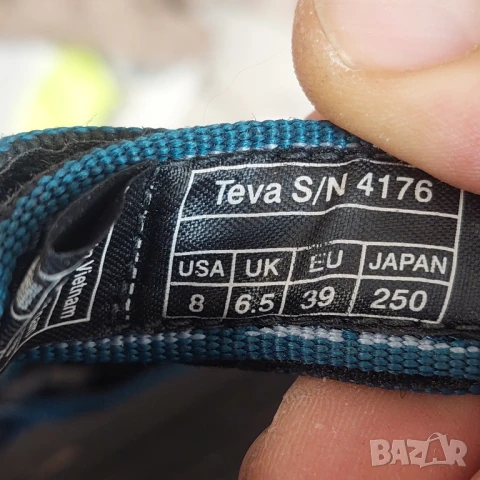 Teva S/N 4176
USA UK EU JAPAN
8 6.5 39 250
Vietnam
BAZAR